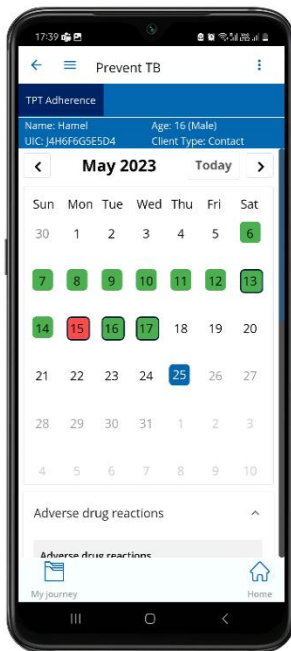 17:39
Prevent TB
TPT Adherence
Name: Hamel Age: 16 (Male)
UIC: J4H6F6G5E5D4 Client Type: Contact
May 2023 Today
Sun Mon Tue Wed Thu Fri Sat
30 1 2 3 4 5 6
7 8 9 10 11 12 13
14 15 16 17 18 19 20
21 22 23 24 25 26 27
28 29 30 31 1 2 3
4 5 6 7 8 9 10
Adverse drug reactions
Adverse drug reactions
My journey Home